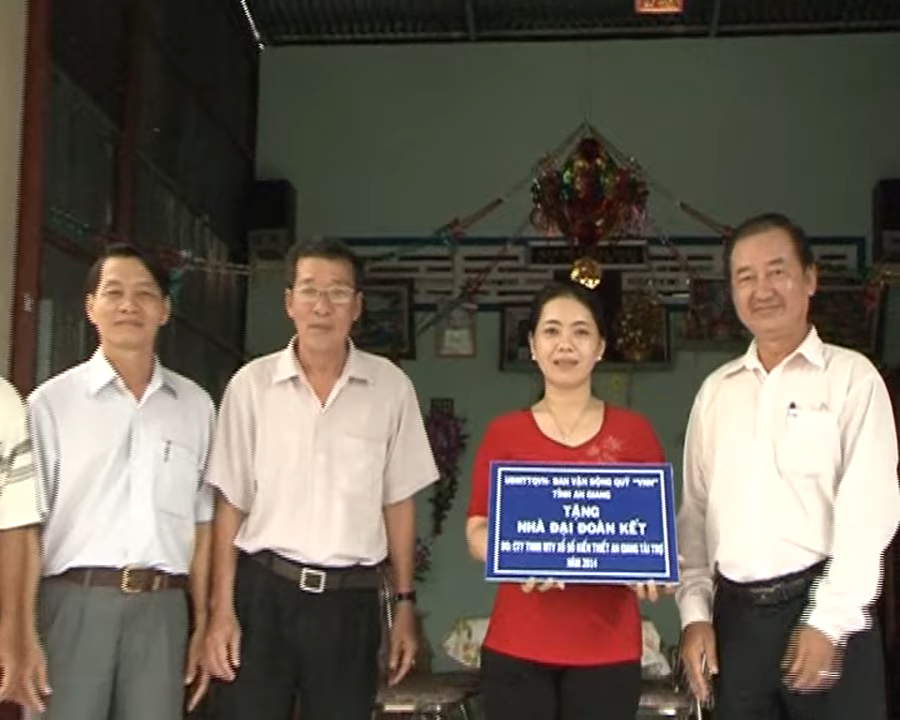 UBMTTQVN- BAN VẬN ĐỘNG QUỸ "VNN"
TỈNH AN GIANG
TẶNG
NHÀ ĐẠI ĐOÀN KẾT
DO: CTY TNHH MTV XỔ SỐ KIẾN THIẾT AN GIANG TÀI TRỢ
NĂM 2014